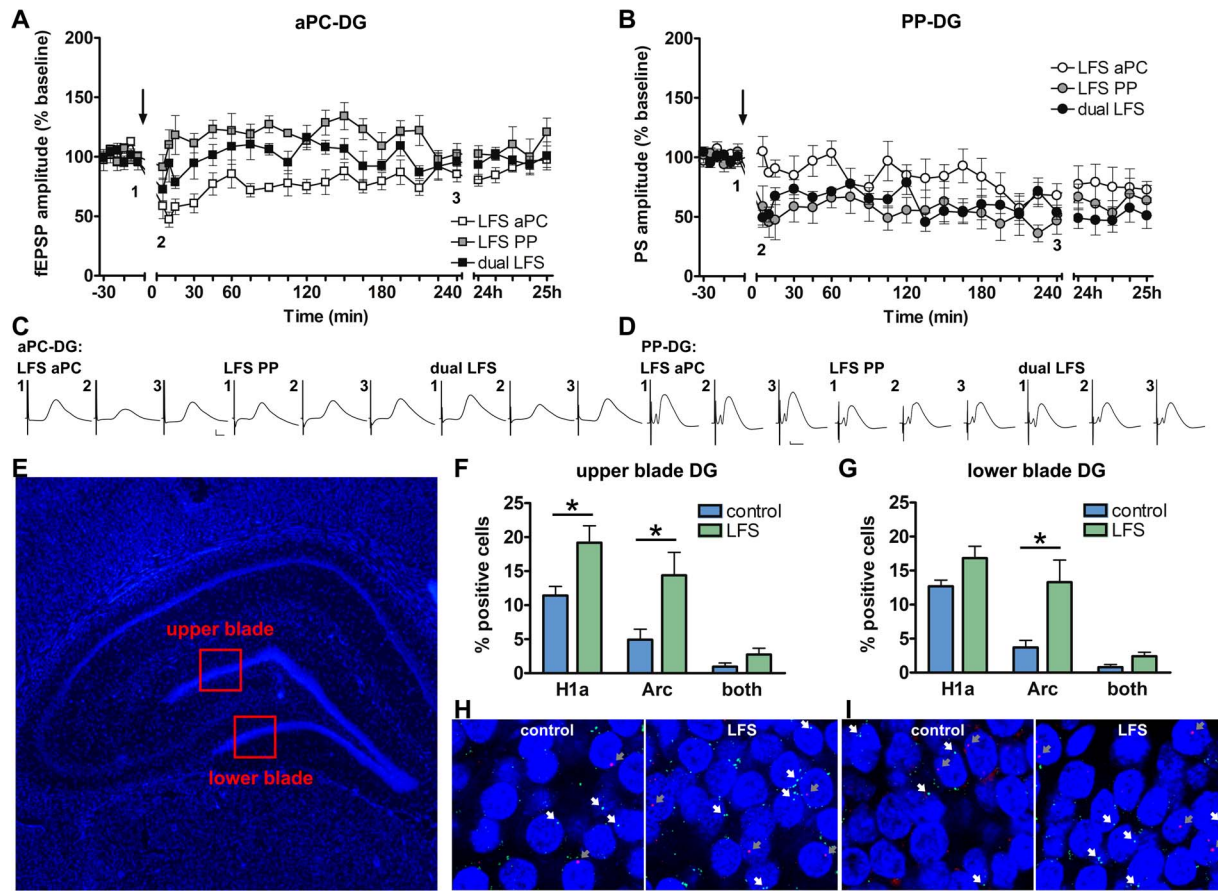 A aPC-DG
200
150
100
50
0
fEPSP amplitude (% baseline)
1
2
3
LFS aPC
LFS PP
dual LFS
-30 0 30 60 120 180 240 24h 25h
Time (min)
B PP-DG
200
150
100
50
0
PS amplitude (% baseline)
LFS aPC
LFS PP
dual LFS
1
2
3
-30 0 30 60 120 180 240 24h 25h
Time (min)
C
aPC-DG:
LFS aPC LFS PP dual LFS
1 2 3 1 2 3 1 2 3
D
PP-DG:
LFS aPC LFS PP dual LFS
1 2 3 1 2 3 1 2 3
E
upper blade
lower blade
F upper blade DG
25
20
15
10
5
0
% positive cells
control
LFS
*
*
H1a Arc both
G lower blade DG
25
20
15
10
5
0
% positive cells
control
LFS
*
H1a Arc both
H
control LFS
I
control LFS